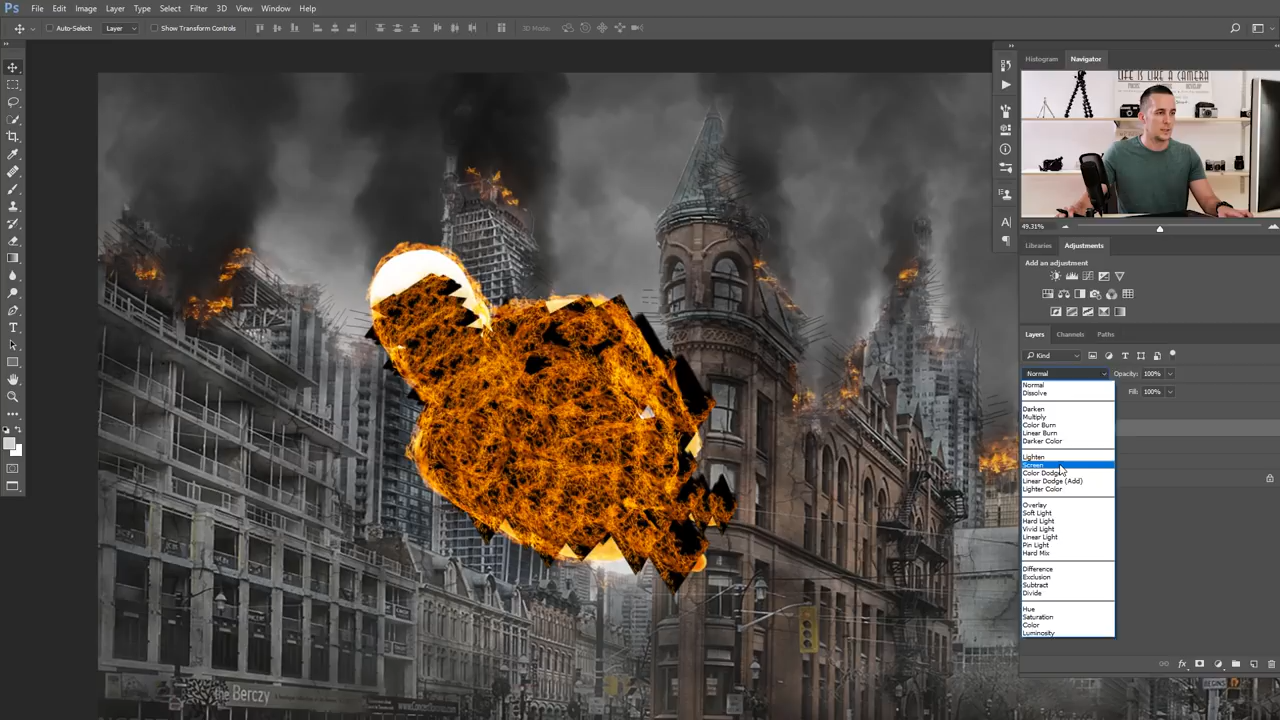 Ps File Edit Image Layer Type Select Filter 3D View Window Help
Auto-Select: Layer Show Transform Controls 3D Mode:
Histogram Navigator
LIFE IS LIKE A CAMERA
49.31%
Libraries Adjustments
Add an adjustment
Layers Channels Paths
Kind
Normal Opacity: 100%
Fill: 100%
Normal
Dissolve
Darken
Multiply
Color Burn
Linear Burn
Darker Color
Lighten
Screen
Color Dodge
Linear Dodge (Add)
Lighter Color
Overlay
Soft Light
Hard Light
Vivid Light
Linear Light
Pin Light
Hard Mix
Difference
Exclusion
Subtract
Divide
Hue
Saturation
Color
Luminosity
the Berczy
BEGINS